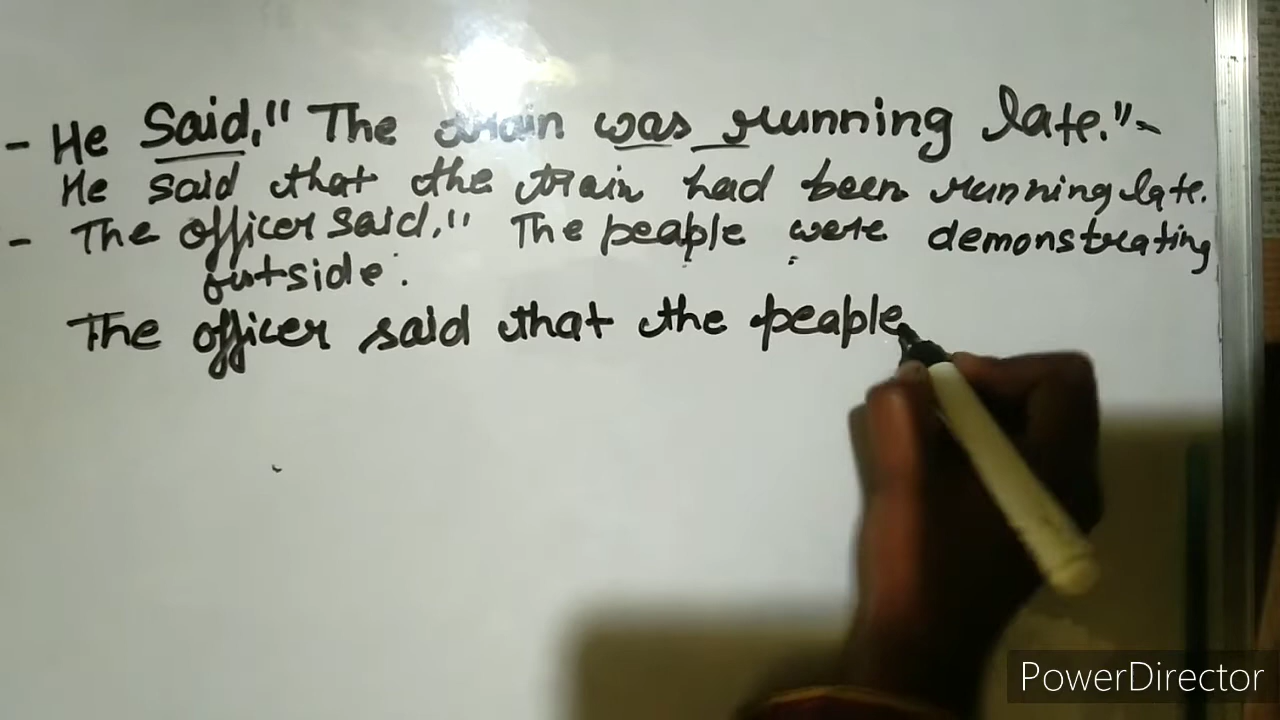 - He Said," The train was running late."
He said that the train had been running late.
- The officer said," The peaple were demonstrating
outside.
The officer said that the peaple
PowerDirector